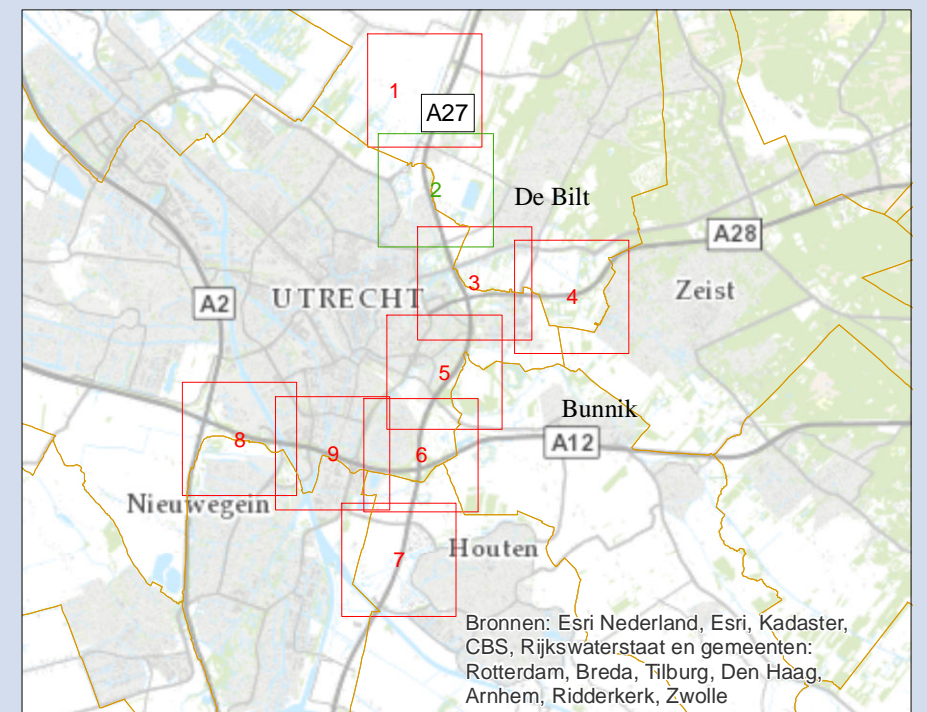 1
A27
2
De Bilt
A28
3
Zeist
4
A2
UTRECHT
5
Bunnik
8
9
6
A12
Nieuwegein
Houten
7
Bronnen: Esri Nederland, Esri, Kadaster,
CBS, Rijkswaterstaat en gemeenten:
Rotterdam, Breda, Tilburg, Den Haag,
Arnhem, Ridderkerk, Zwolle